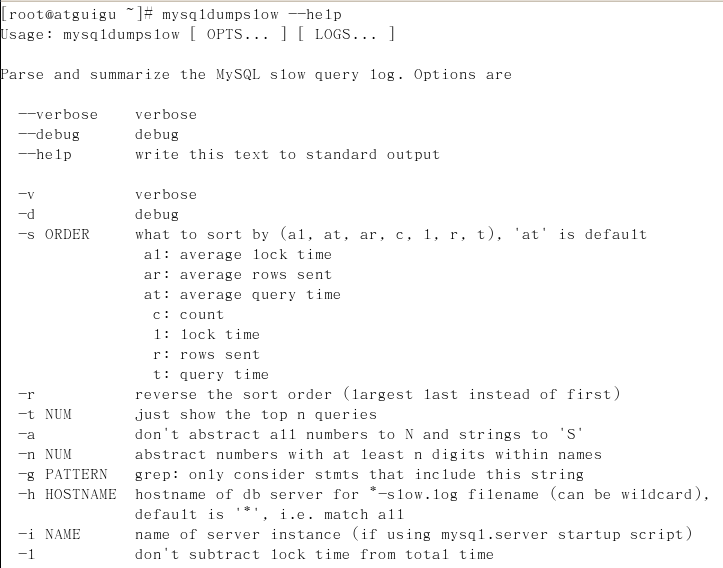 [root@atguigu ~]# mysqldumpslow --help
Usage: mysqldumpslow [ OPTS... ] [ LOGS... ]
Parse and summarize the MySQL slow query log. Options are
--verbose    verbose
--debug      debug
--help       write this text to standard output
-v           verbose
-d           debug
-s ORDER     what to sort by (al, at, ar, c, l, r, t), 'at' is default
al: average lock time
ar: average rows sent
at: average query time
c: count
l: lock time
r: rows sent
t: query time
-r           reverse the sort order (largest last instead of first)
-t NUM       just show the top n queries
-a           don't abstract all numbers to N and strings to 'S'
-n NUM       abstract numbers with at least n digits within names
-g PATTERN   grep: only consider stmts that include this string
-h HOSTNAME  hostname of db server for *-slow.log filename (can be wildcard),
default is '*', i.e. match all
-i NAME      name of server instance (if using mysql.server startup script)
-l           don't subtract lock time from total time